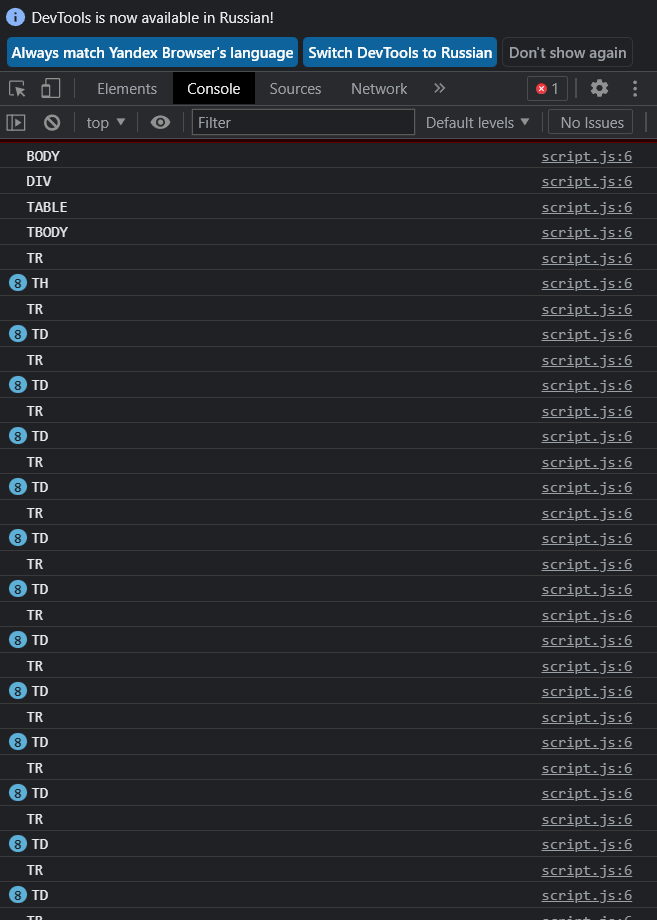 DevTools is now available in Russian!
Always match Yandex Browser's language Switch DevTools to Russian Don't show again
Elements Console Sources Network 1
top Filter Default levels No Issues
BODY script.js:6
DIV script.js:6
TABLE script.js:6
TBODY script.js:6
TR script.js:6
8 TH script.js:6
TR script.js:6
8 TD script.js:6
TR script.js:6
8 TD script.js:6
TR script.js:6
8 TD script.js:6
TR script.js:6
8 TD script.js:6
TR script.js:6
8 TD script.js:6
TR script.js:6
8 TD script.js:6
TR script.js:6
8 TD script.js:6
TR script.js:6
8 TD script.js:6
TR script.js:6
8 TD script.js:6
TR script.js:6
8 TD script.js:6
TR script.js:6
8 TD script.js:6
TR script.js:6
8 TD script.js:6
TR script.js:6